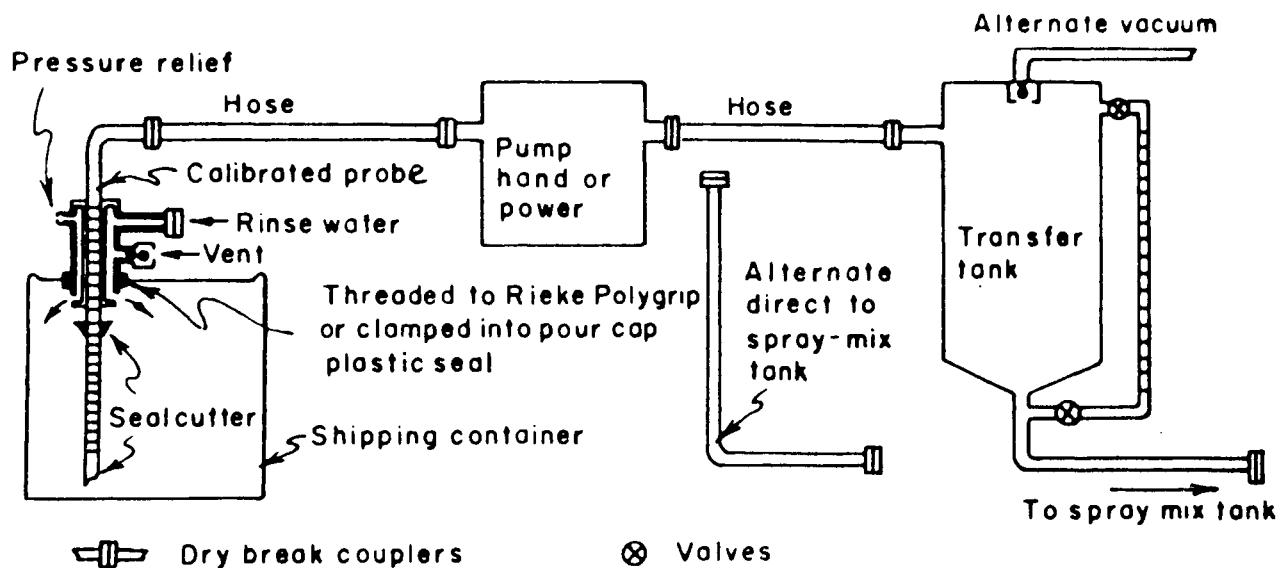 Alternate vacuum
Pressure relief
Hose
Hose
Pump
hand or
power
Calibrated probe
Rinse water
Vent
Transfer
tank
Threaded to Rieke Polygrip
or clamped into pour cap
plastic seal
Alternate
direct to
spray-mix
tank
Seal cutter
Shipping container
To spray mix tank
Dry break couplers
Valves